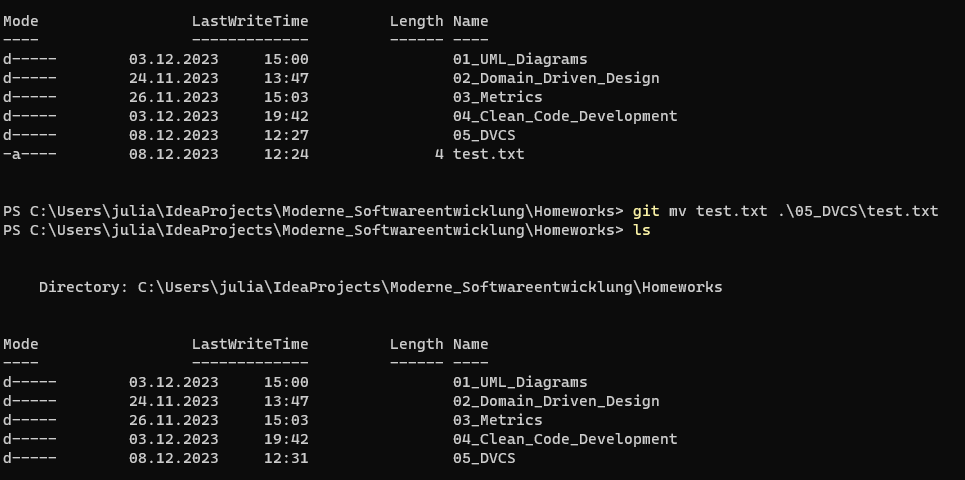 Mode                 LastWriteTime         Length Name
----                 -------------         ------ ----
d-----        03.12.2023     15:00                01_UML_Diagrams
d-----        24.11.2023     13:47                02_Domain_Driven_Design
d-----        26.11.2023     15:03                03_Metrics
d-----        03.12.2023     19:42                04_Clean_Code_Development
d-----        08.12.2023     12:27                05_DVCS
-a----        08.12.2023     12:24              4 test.txt
PS C:\Users\julia\IdeaProjects\Moderne_Softwareentwicklung\Homeworks> git mv test.txt .\05_DVCS\test.txt
PS C:\Users\julia\IdeaProjects\Moderne_Softwareentwicklung\Homeworks> ls
    Directory: C:\Users\julia\IdeaProjects\Moderne_Softwareentwicklung\Homeworks
Mode                 LastWriteTime         Length Name
----                 -------------         ------ ----
d-----        03.12.2023     15:00                01_UML_Diagrams
d-----        24.11.2023     13:47                02_Domain_Driven_Design
d-----        26.11.2023     15:03                03_Metrics
d-----        03.12.2023     19:42                04_Clean_Code_Development
d-----        08.12.2023     12:31                05_DVCS